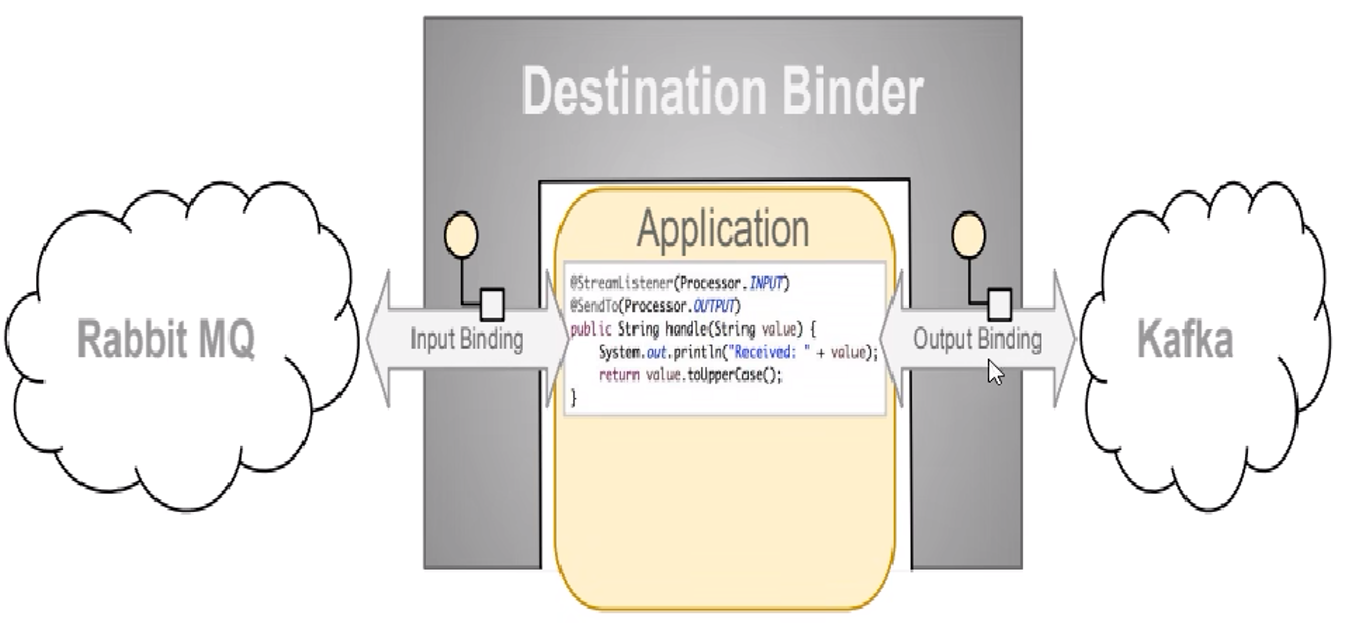 Destination Binder
Application
@StreamListener(Processor.INPUT)
@SendTo(Processor.OUTPUT)
public String handle(String value) {
System.out.println("Received: " + value);
return value.toUpperCase();
}
Rabbit MQ
Input Binding
Output Binding
Kafka